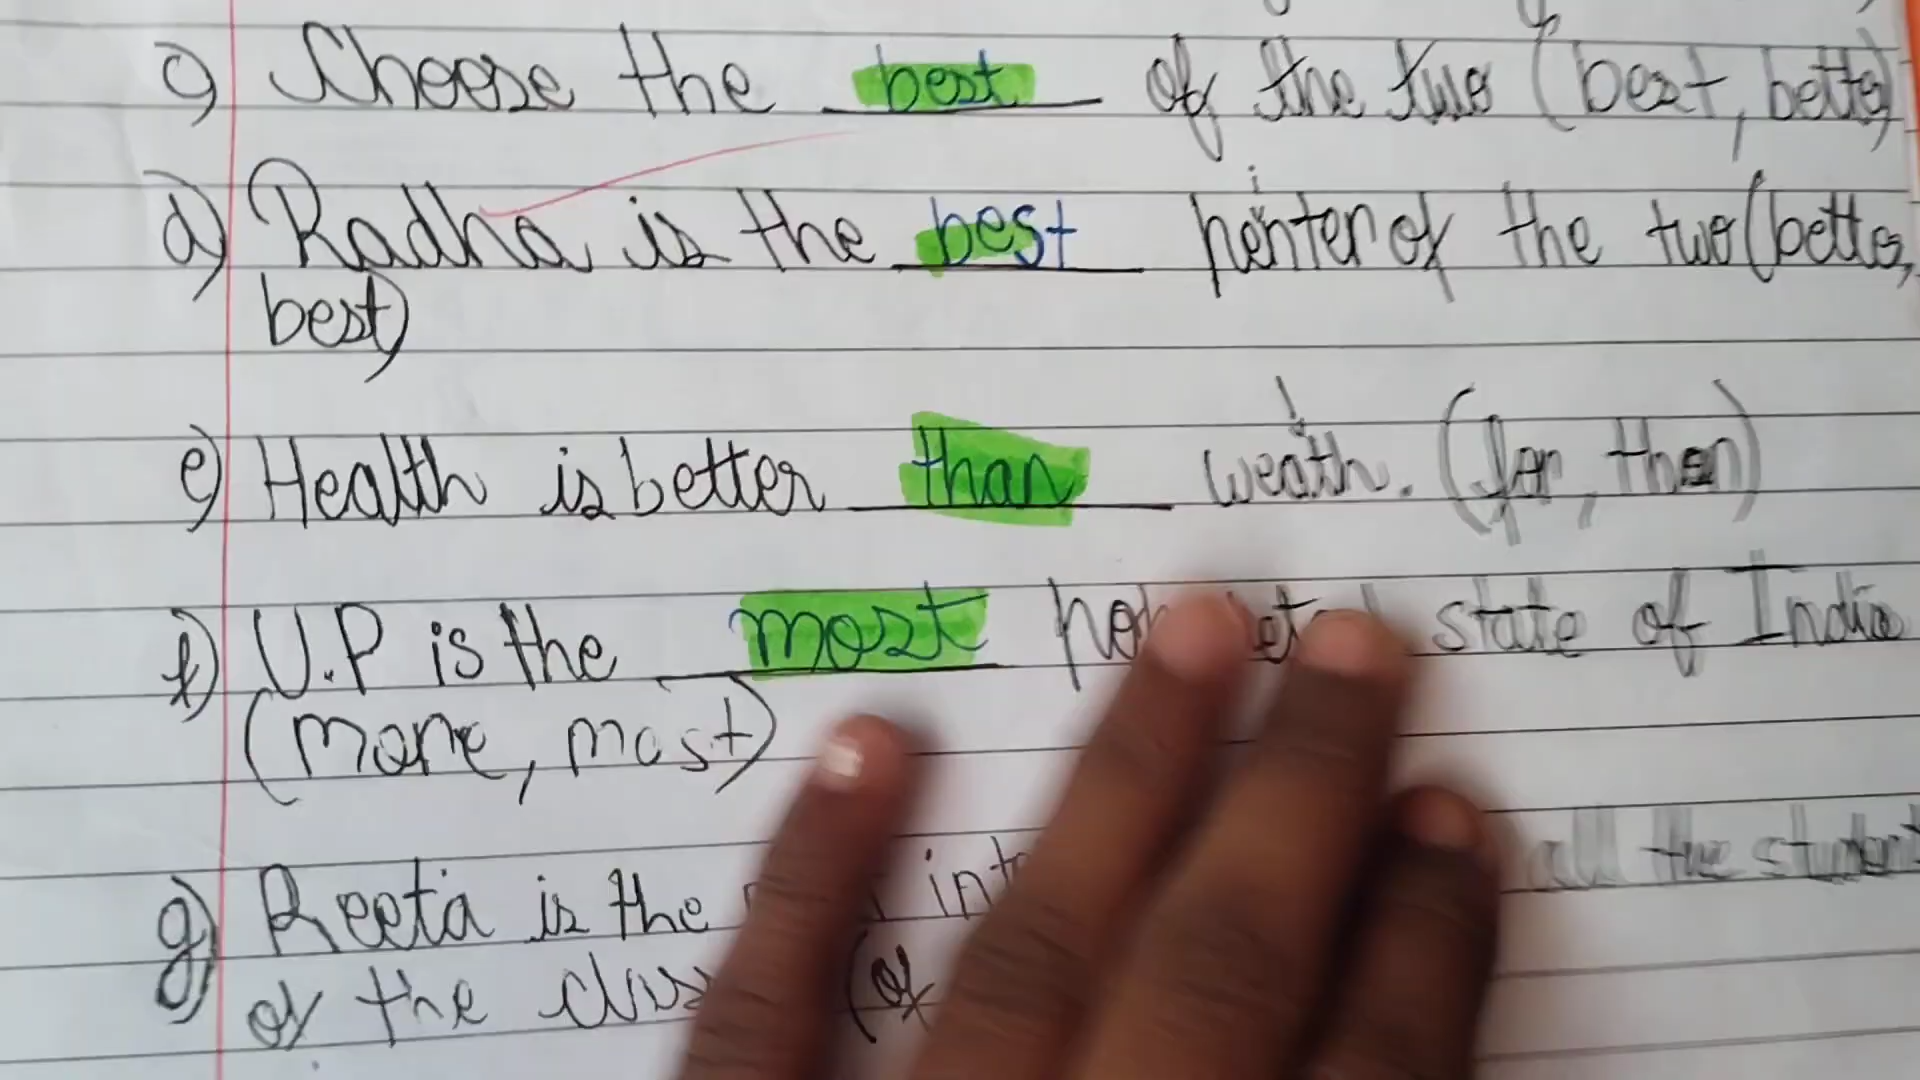 c) Choose the best of the two (best, better)
d) Radha is the best painter of the two (better,
best)
e) Health is better than wealth. (for, than)
f) U.P is the most state of India
(more, most)
g) Reeta is the all the student
of the class (of